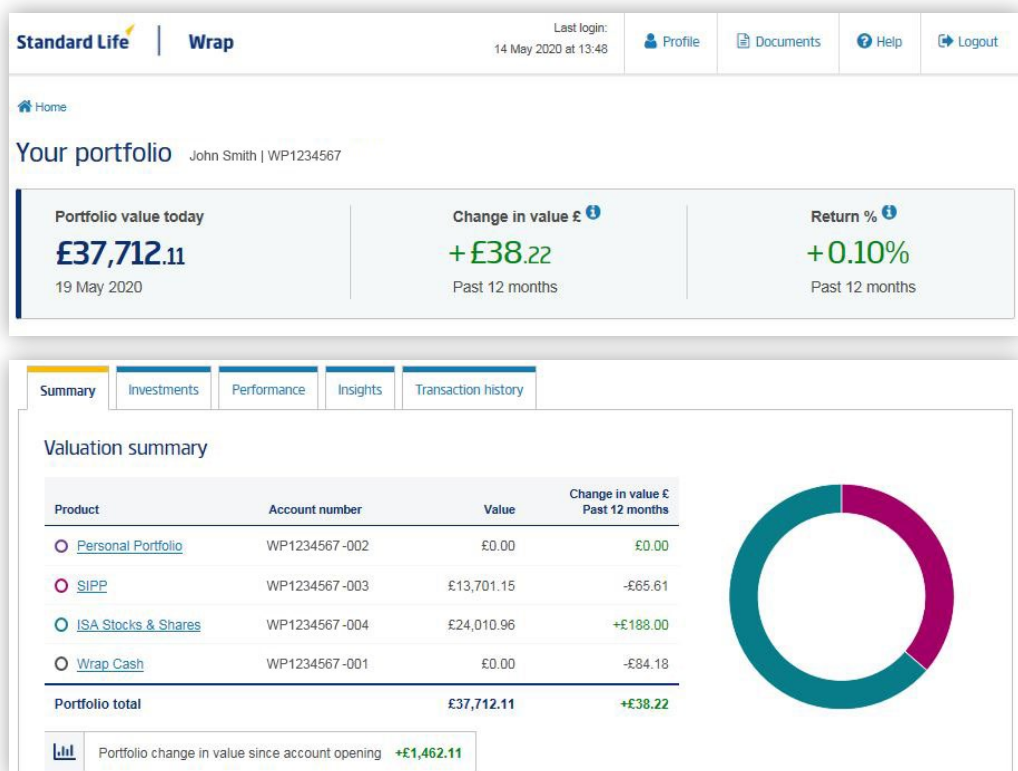 Standard Life Wrap
Last login:
14 May 2020 at 13:48
Profile
Documents
Help
Logout
Home
Your portfolio John Smith | WP1234567
Portfolio value today
£37,712.11
19 May 2020
Change in value £
+£38.22
Past 12 months
Return %
+0.10%
Past 12 months
Summary
Investments
Performance
Insights
Transaction history
Valuation summary
Product Account number Value Change in value £ Past 12 months
Personal Portfolio WP1234567-002 £0.00 £0.00
SIPP WP1234567-003 £13,701.15 -£65.61
ISA Stocks & Shares WP1234567-004 £24,010.96 +£188.00
Wrap Cash WP1234567-001 £0.00 -£84.18
Portfolio total £37,712.11 +£38.22
Portfolio change in value since account opening +£1,462.11